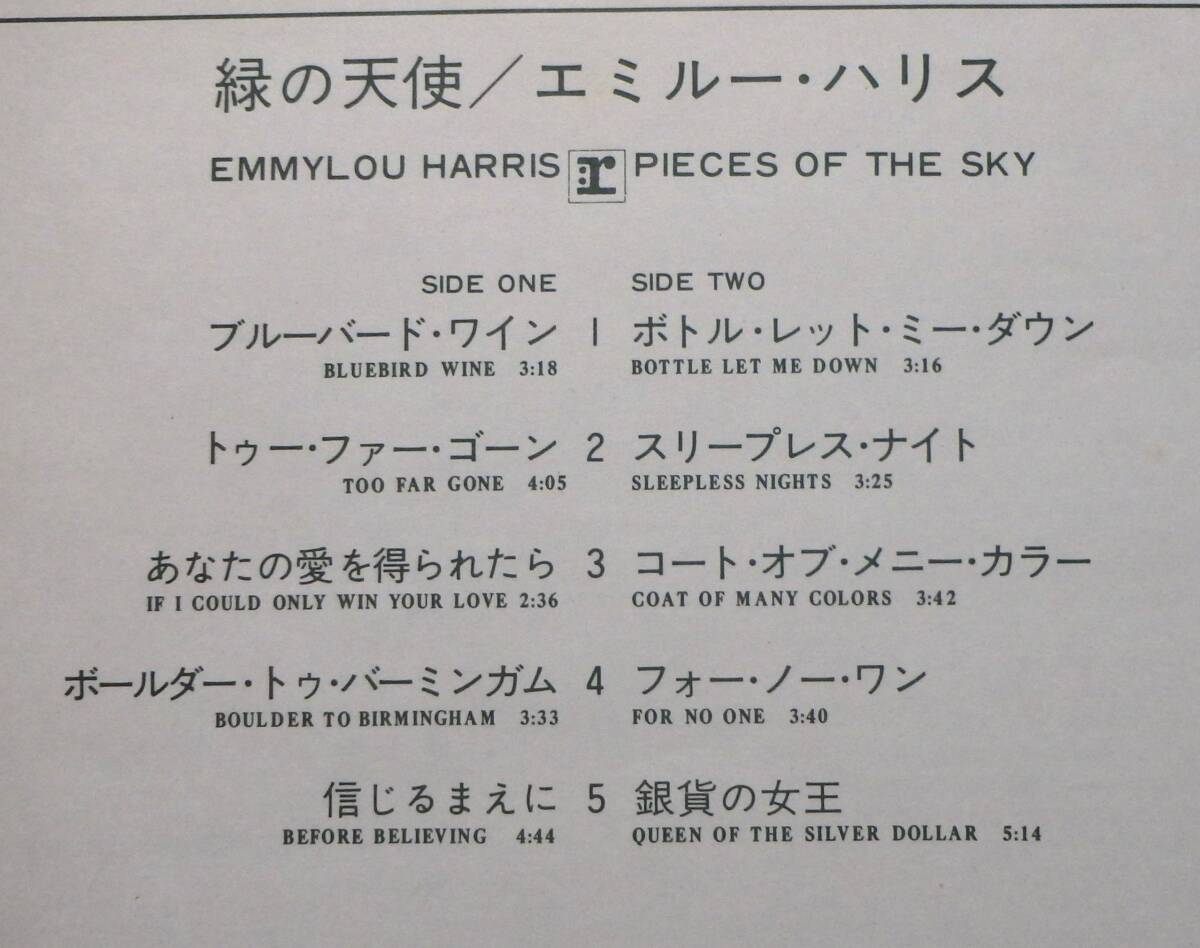 緑の天使／エミルー・ハリス
EMMYLOU HARRIS :r PIECES OF THE SKY
SIDE ONE SIDE TWO
ブルーバード・ワイン 1 ボトル・レット・ミー・ダウン
BLUEBIRD WINE 3:18 BOTTLE LET ME DOWN 3:16
トゥー・ファー・ゴーン 2 スリープレス・ナイト
TOO FAR GONE 4:05 SLEEPLESS NIGHTS 3:25
あなたの愛を得られたら 3 コート・オブ・メニー・カラー
IF I COULD ONLY WIN YOUR LOVE 2:36 COAT OF MANY COLORS 3:42
ボールダー・トゥ・バーミンガム 4 フォー・ノー・ワン
BOULDER TO BIRMINGHAM 3:33 FOR NO ONE 3:40
信じるまえに 5 銀貨の女王
BEFORE BELIEVING 4:44 QUEEN OF THE SILVER DOLLAR 5:14